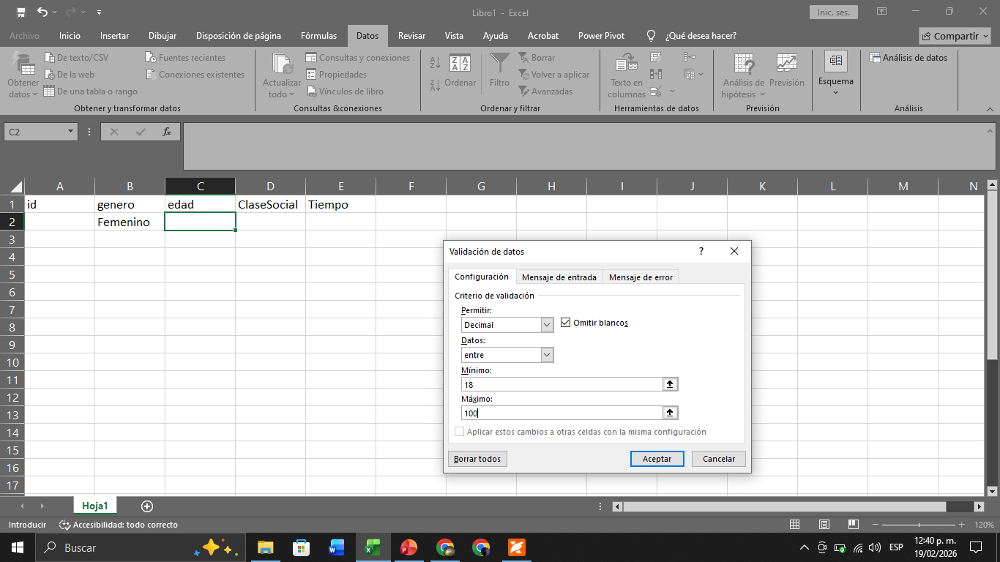 Libro1 - Excel
Inic. ses.
Archivo Inicio Insertar Dibujar Disposición de página Fórmulas Datos Revisar Vista Ayuda Acrobat Power Pivot ¿Qué desea hacer? Compartir
De texto/CSV Fuentes recientes Consultas y conexiones Borrar Análisis de datos
De la web Conexiones existentes Propiedades Volver a aplicar
De una tabla o rango Vínculos de libro Avanzadas
Obtener datos
Actualizar todo
Ordenar
Filtro
Texto en columnas
Análisis de hipótesis
Previsión
Esquema
Obtener y transformar datos Consultas &conexiones Ordenar y filtrar Herramientas de datos Previsión Análisis
C2 fx
A B C D E F G H I J K L M N
1 id genero edad ClaseSocial Tiempo
2 Femenino
3
4
5
6
7
8
9
10
11
12
13
14
15
16
17
Validación de datos ?
Configuración Mensaje de entrada Mensaje de error
Criterio de validación
Permitir:
Decimal Omitir blancos
Datos:
entre
Mínimo:
18
Máximo:
100
Aplicar estos cambios a otras celdas con la misma configuración
Borrar todos Aceptar Cancelar
Hoja1
Introducir Accesibilidad: todo correcto 120%
Buscar ESP 12:40 p. m.
19/02/2026